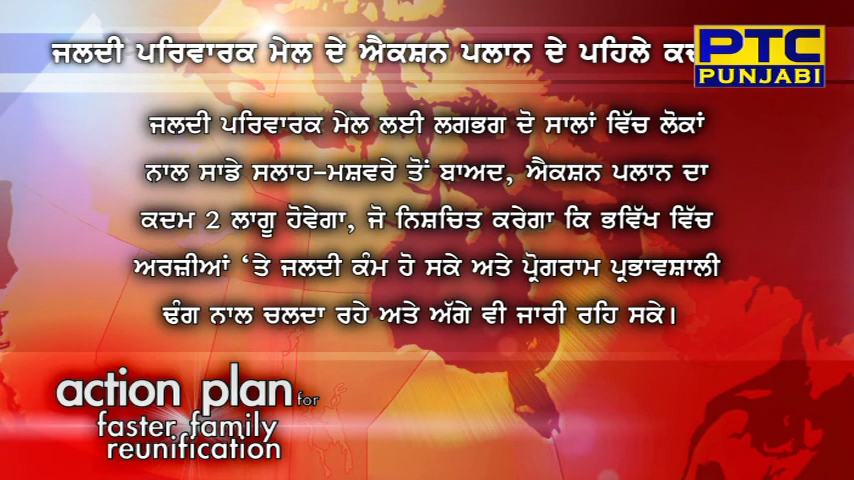 ਜਲਦੀ ਪਰਿਵਾਰਕ ਮੇਲ ਦੇ ਐਕਸ਼ਨ ਪਲਾਨ ਦੇ ਪਹਿਲੇ
PTC
PUNJABI
ਜਲਦੀ ਪਰਿਵਾਰਕ ਮੇਲ ਲਈ ਲਗਭਗ ਦੋ ਸਾਲਾਂ ਵਿੱਚ ਲੋਕਾਂ
ਨਾਲ ਸਾਡੇ ਸਲਾਹ-ਮਸ਼ਵਰੇ ਤੋਂ ਬਾਅਦ, ਐਕਸ਼ਨ ਪਲਾਨ ਦਾ
ਕਦਮ 2 ਲਾਗੂ ਹੋਵੇਗਾ, ਜੋ ਨਿਸ਼ਚਿਤ ਕਰੇਗਾ ਕਿ ਭਵਿੱਖ ਵਿੱਚ
ਅਰਜ਼ੀਆਂ ‘ਤੇ ਜਲਦੀ ਕੰਮ ਹੋ ਸਕੇ ਅਤੇ ਪ੍ਰੋਗਰਾਮ ਪ੍ਰਭਾਵਸ਼ਾਲੀ
ਢੰਗ ਨਾਲ ਚਲਦਾ ਰਹੇ ਅਤੇ ਅੱਗੇ ਵੀ ਜਾਰੀ ਰਹਿ ਸਕੇ।
action plan for
faster family
reunification